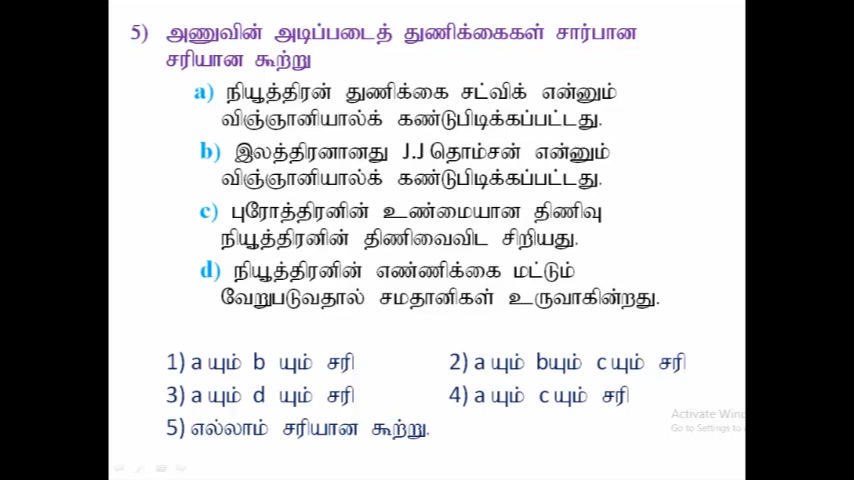 5) அணுவின் அடிப்படைத் துணிக்கைகள் சார்பான
சரியான கூற்று
a) நியூத்திரன் துணிக்கை சட்விக் என்னும்
விஞ்ஞானியால்க் கண்டுபிடிக்கப்பட்டது.
b) இலத்திரனானது J.J தொம்சன் என்னும்
விஞ்ஞானியால்க் கண்டுபிடிக்கப்பட்டது.
c) புரோத்திரனின் உண்மையான திணிவு
நியூத்திரனின் திணிவைவிட சிறியது.
d) நியூத்திரனின் எண்ணிக்கை மட்டும்
வேறுபடுவதால் சமதானிகள் உருவாகின்றது.
1) a யும் b யும் சரி 2) a யும் bயும் c யும் சரி
3) a யும் d யும் சரி 4) a யும் c யும் சரி
5) எல்லாம் சரியான கூற்று.
Activate Wind
Go to Settings to a